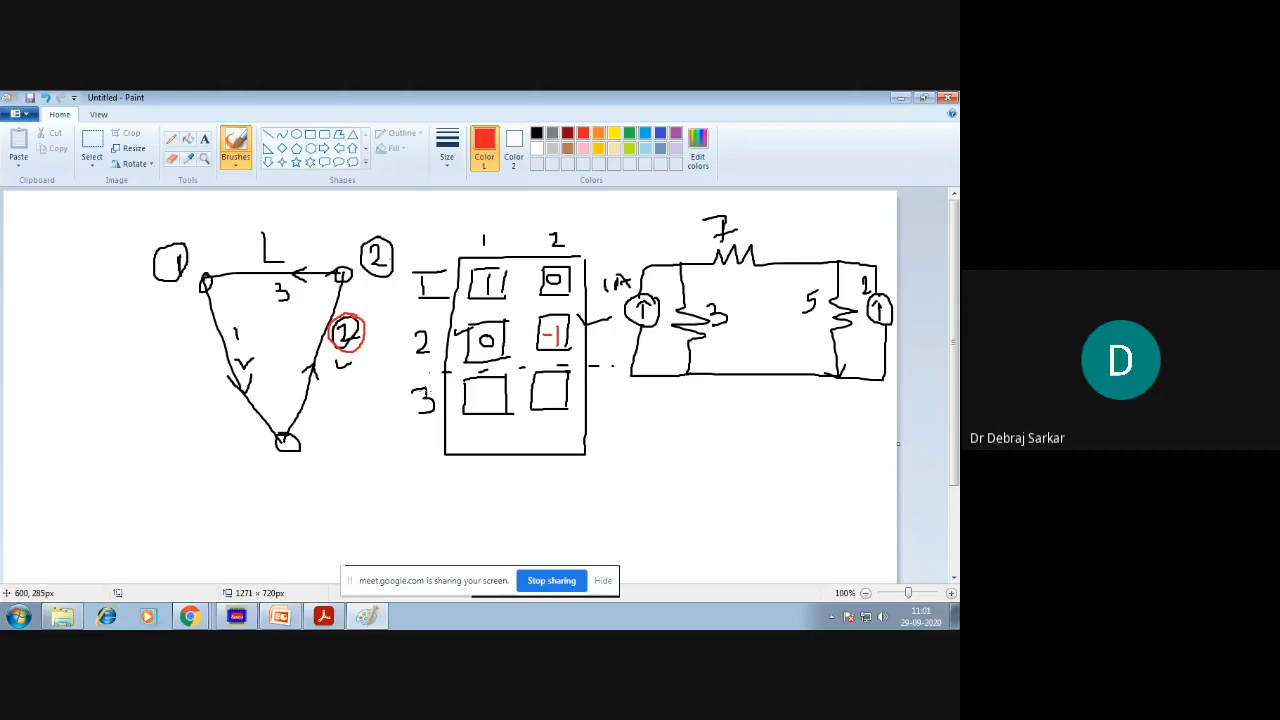 Untitled - Paint
Home View
Paste
Cut
Copy
Clipboard
Select
Crop
Resize
Rotate
Image
A
Tools
Brushes
Shapes
Outline
Fill
Size
Color 1
Color 2
Edit colors
Colors
1
L
2
3
1
2
1 2
I 1 0
2 0 -1
3
7
1A
3
5
2
D
Dr Debraj Sarkar
meet.google.com is sharing your screen.
Stop sharing
Hide
600, 285px
1271 × 720px
100%
11:01
29-09-2020